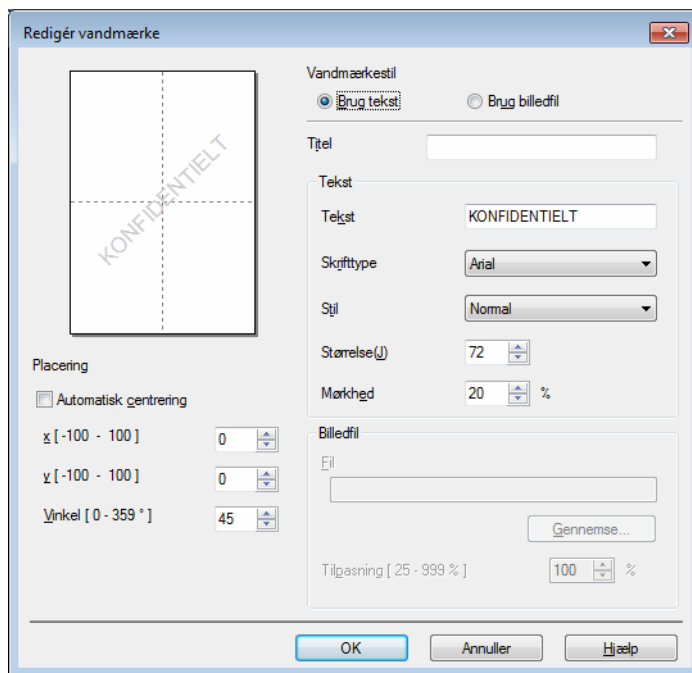 Redigér vandmærke
KONFIDENTIELT
Vandmærkestil
Brug tekst
Brug billedfil
Titel
Tekst
Tekst KONFIDENTIELT
Skrifttype Arial
Stil Normal
Størrelse(J) 72
Mørkhed 20 %
Placering
Automatisk centrering
x [ -100 - 100 ] 0
y [ -100 - 100 ] 0
Vinkel [ 0 - 359 ° ] 45
Billedfil
Fil
Gennemse...
Tilpasning [ 25 - 999 % ] 100 %
OK Annuller Hjælp